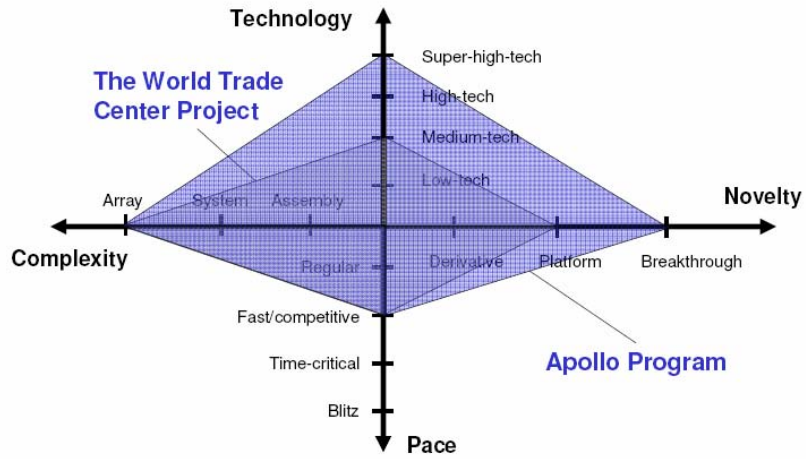 Technology
Super-high-tech
The World Trade
Center Project
High-tech
Medium-tech
Low-tech
Array
System
Assembly
Novelty
Complexity
Regular
Derivative
Platform
Breakthrough
Fast/competitive
Time-critical
Apollo Program
Blitz
Pace